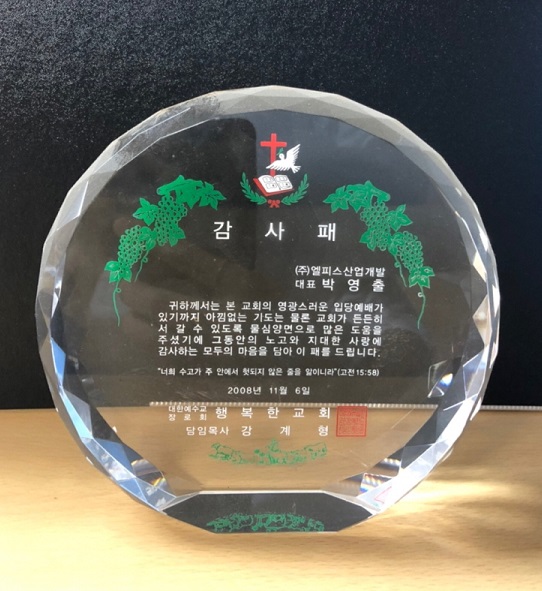 감 사 패
(주)엘피스산업개발
대표 박 영 출
귀하께서는 본 교회의 영광스러운 입당예배가
있기까지 아낌없는 기도는 물론 교회가 든든히
서 갈 수 있도록 물심양면으로 많은 도움을
주셨기에 그동안의 노고와 지대한 사랑에
감사하는 모두의 마음을 담아 이 패를 드립니다.
"너희 수고가 주 안에서 헛되지 않은 줄을 앎이니라"(고전15:58)
2008년 11월 6일
대한예수교
장로회 행복한교회
담임목사 강 계 형